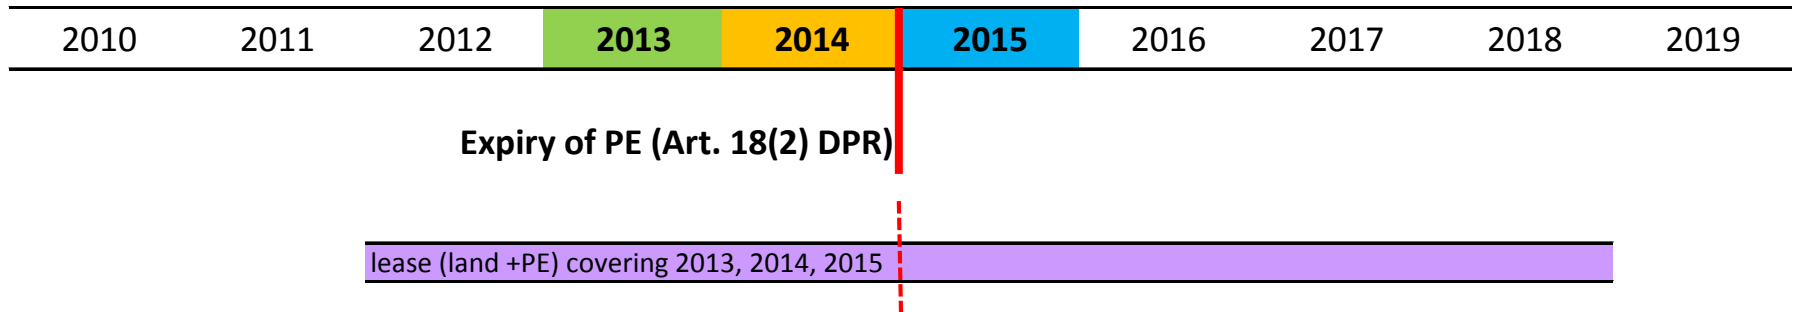 2010 2011 2012 2013 2014 2015 2016 2017 2018 2019
Expiry of PE (Art. 18(2) DPR)
lease (land +PE) covering 2013, 2014, 2015